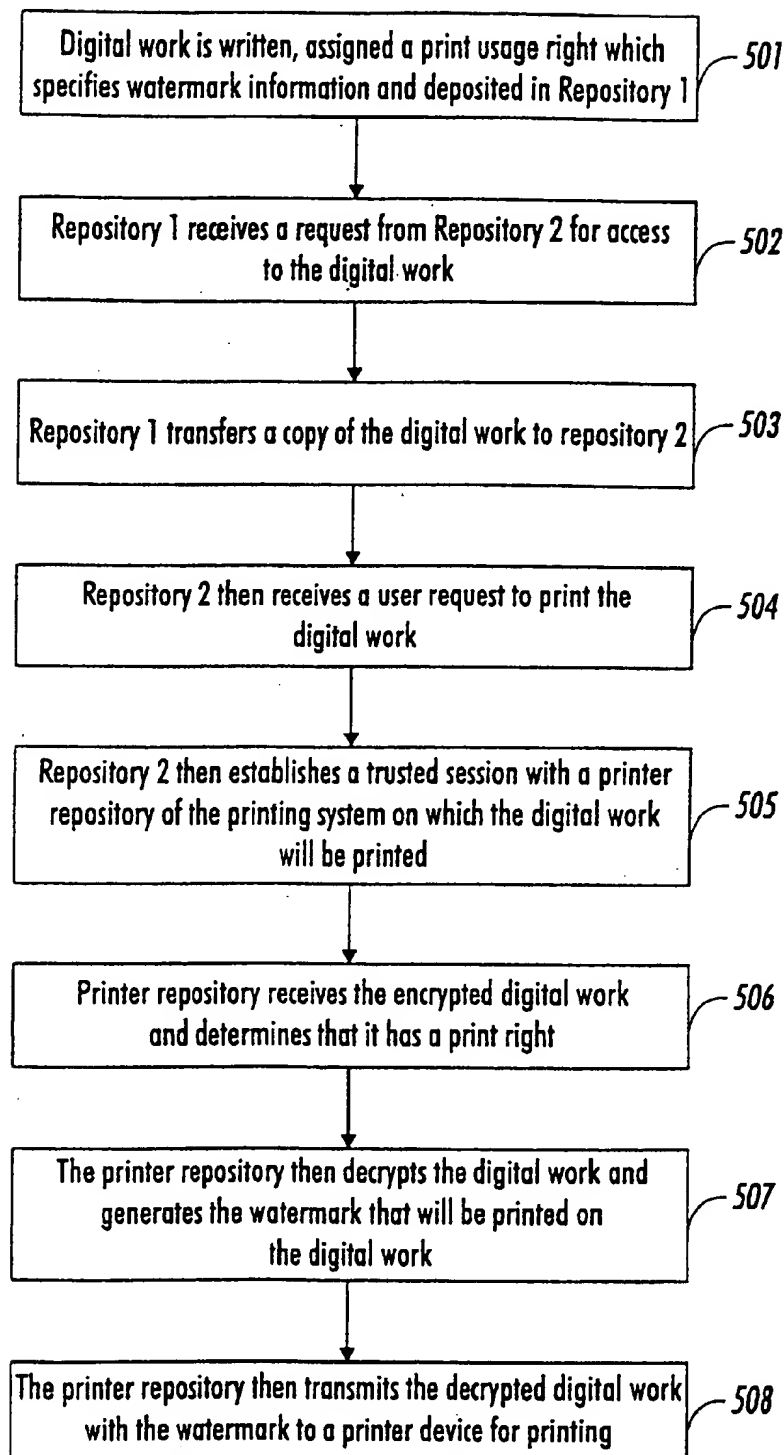 Digital work is written, assigned a print usage right which
specifies watermark information and deposited in Repository 1
501
Repository 1 receives a request from Repository 2 for access
to the digital work
502
Repository 1 transfers a copy of the digital work to repository 2
503
Repository 2 then receives a user request to print the
digital work
504
Repository 2 then establishes a trusted session with a printer
repository of the printing system on which the digital work
will be printed
505
Printer repository receives the encrypted digital work
and determines that it has a print right
506
The printer repository then decrypts the digital work and
generates the watermark that will be printed on
the digital work
507
The printer repository then transmits the decrypted digital work
with the watermark to a printer device for printing
508